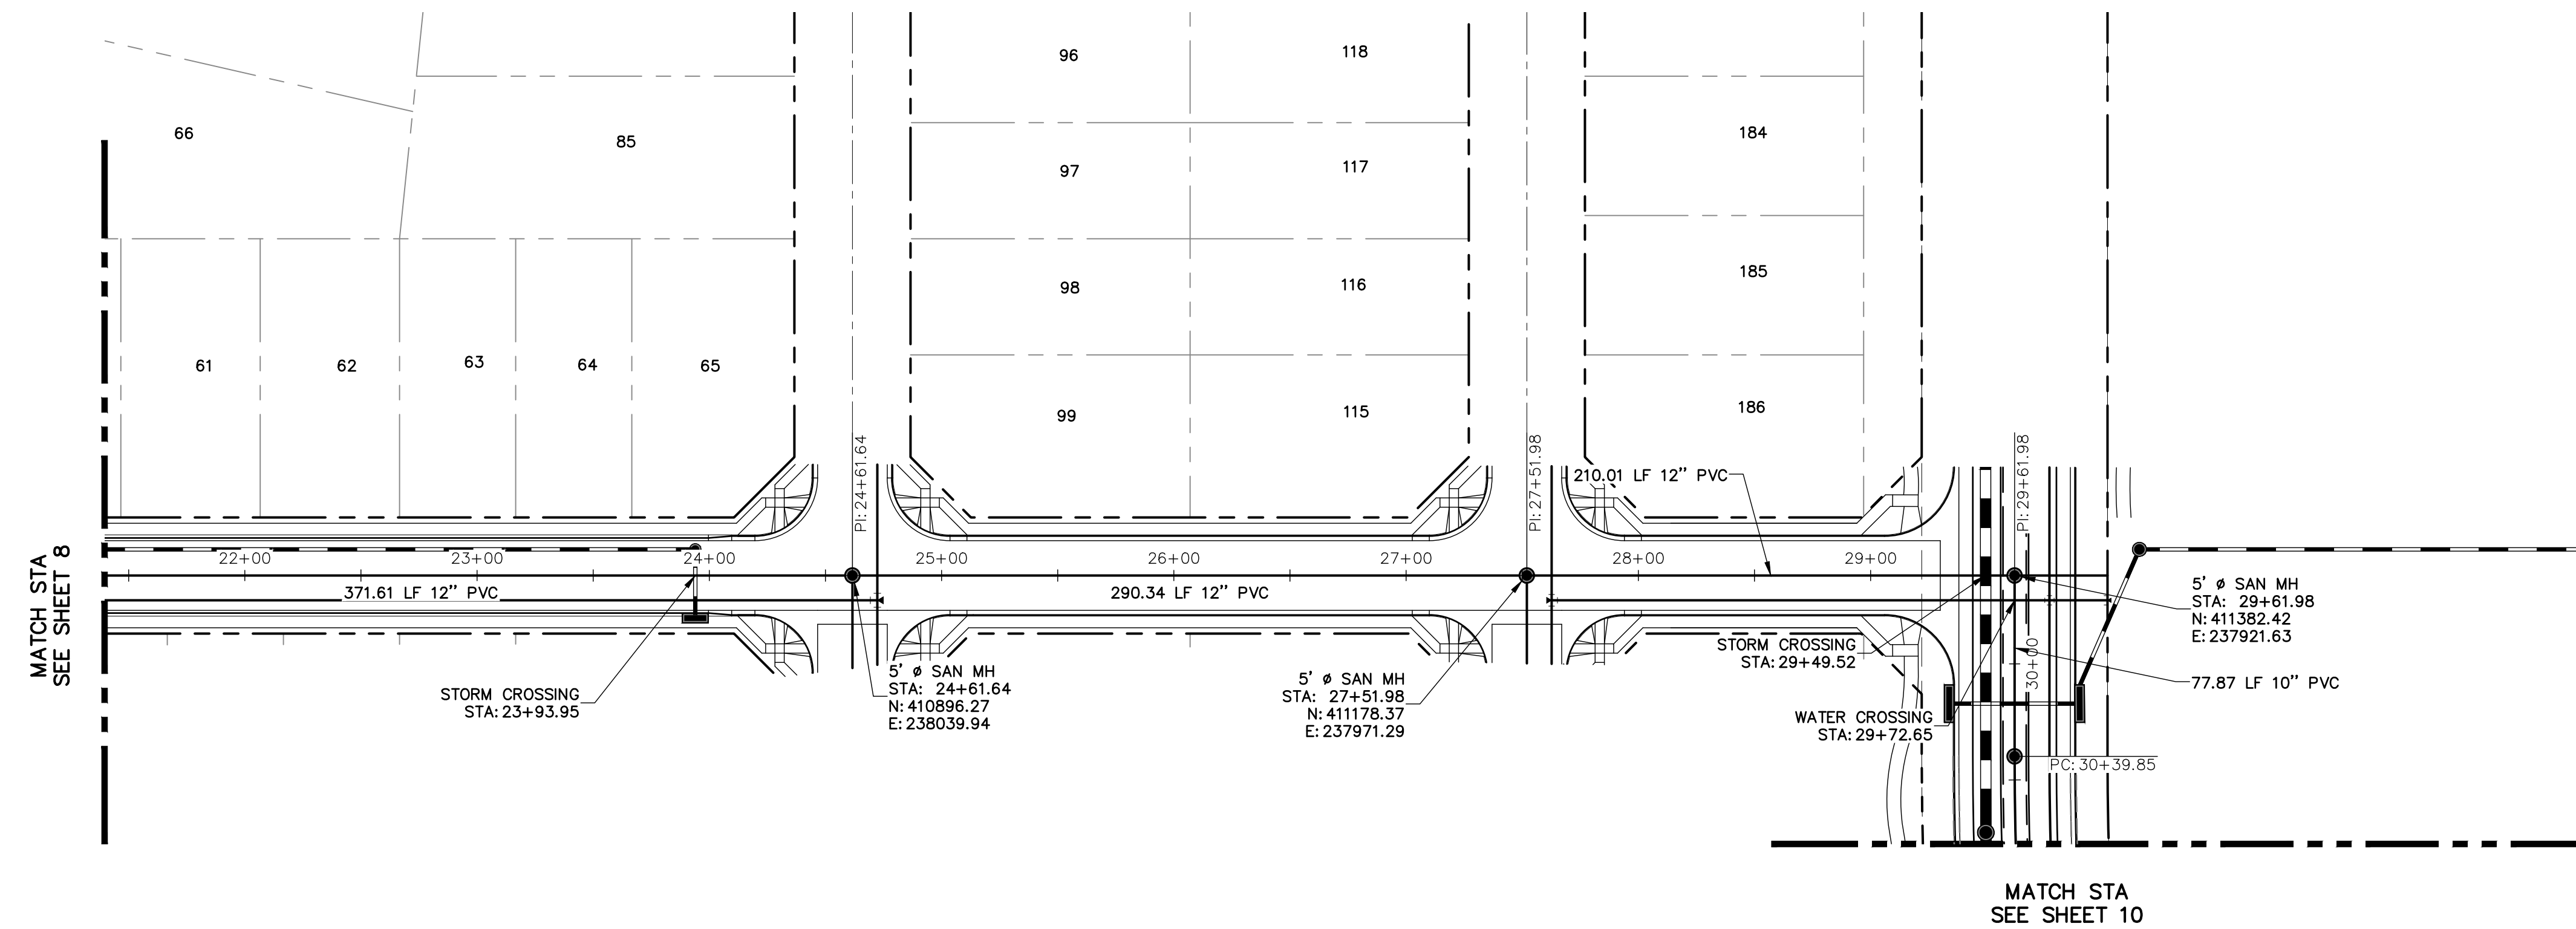 96
118
66
85
184
97
117
185
98
116
61
62
63
64
65
99
115
186
PI: 24+61.64
PI: 27+51.98
PI: 29+61.98
210.01 LF 12" PVC
MATCH STA
SEE SHEET 8
22+00
23+00
24+00
25+00
26+00
27+00
28+00
29+00
371.61 LF 12" PVC
290.34 LF 12" PVC
5' Ø SAN MH
STA: 29+61.98
N: 411382.42
E: 237921.63
STORM CROSSING
STA: 29+49.52
30+00
77.87 LF 10" PVC
STORM CROSSING
STA: 23+93.95
5' Ø SAN MH
STA: 24+61.64
N: 410896.27
E: 238039.94
5' Ø SAN MH
STA: 27+51.98
N: 411178.37
E: 237971.29
WATER CROSSING
STA: 29+72.65
PC: 30+39.85
MATCH STA
SEE SHEET 10